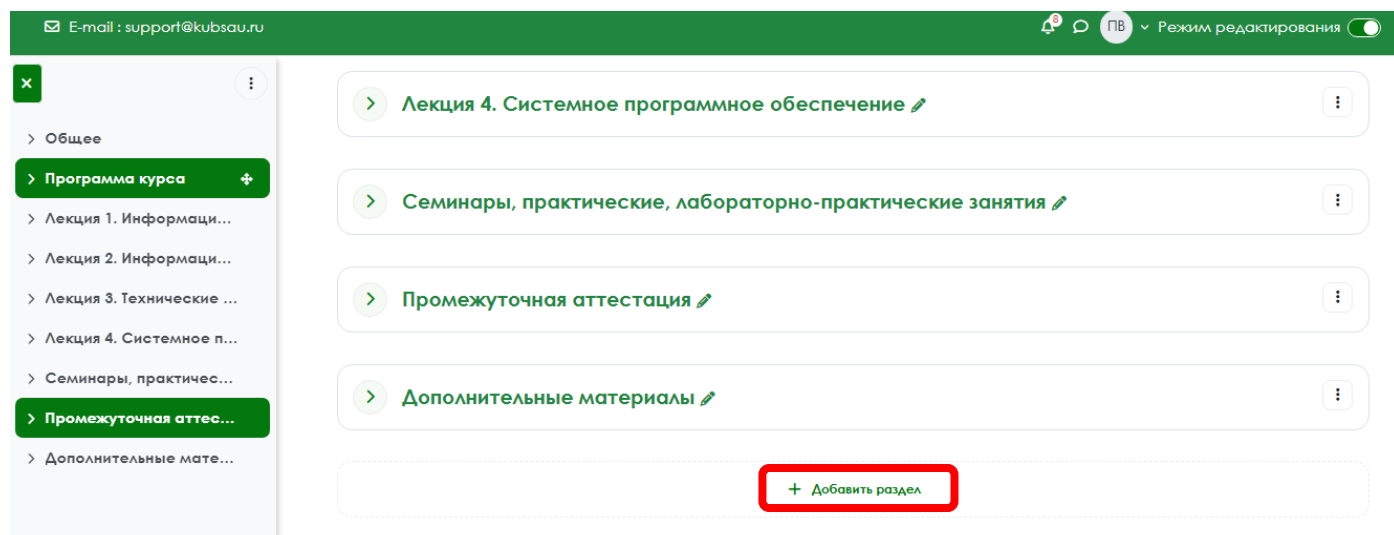 E-mail : support@kubsau.ru
8
ПВ
Режим редактирования
Общее
Программа курса
Лекция 1. Информаци...
Лекция 2. Информаци...
Лекция 3. Технические ...
Лекция 4. Системное п...
Семинары, практичес...
Промежуточная аттес...
Дополнительные мате...
Лекция 4. Системное программное обеспечение
Семинары, практические, лабораторно-практические занятия
Промежуточная аттестация
Дополнительные материалы
+ Добавить раздел